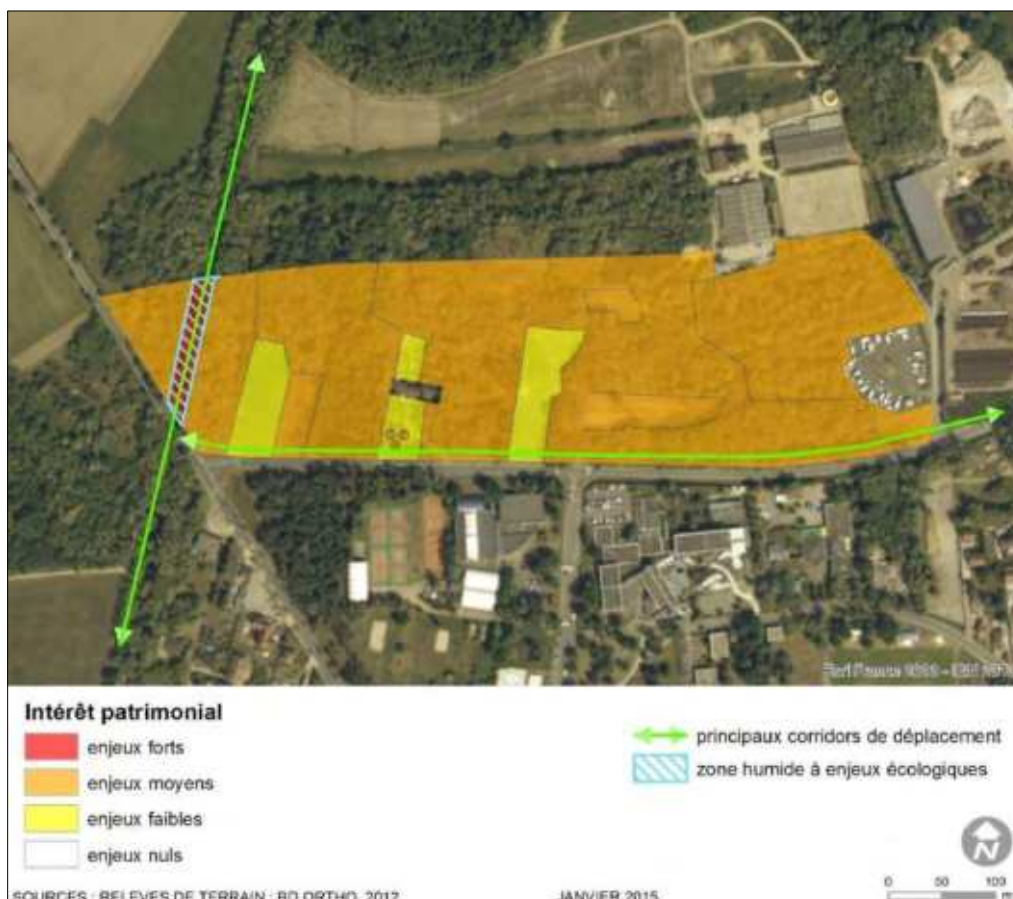 Intérêt patrimonial
enjeux forts
enjeux moyens
enjeux faibles
enjeux nuls
principaux corridors de déplacement
zone humide à enjeux écologiques
N
SOURCES : RELEVES DE TERRAIN ; BD ORTHO, 2012
JANVIER 2015
0 50 100
m